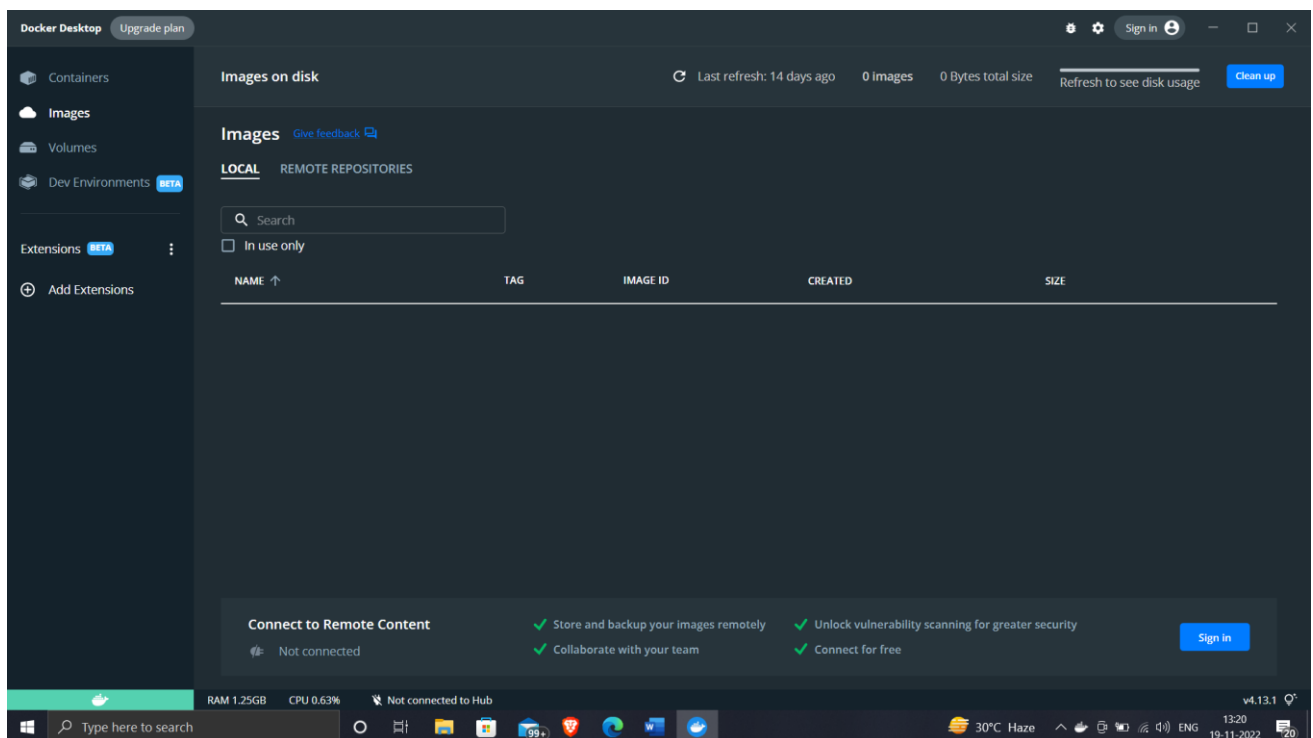 Docker Desktop Upgrade plan Sign in
Containers
Images
Volumes
Dev Environments BETA
Extensions BETA
Add Extensions
Images on disk Last refresh: 14 days ago 0 images 0 Bytes total size Refresh to see disk usage Clean up
Images Give feedback
LOCAL REMOTE REPOSITORIES
Search
In use only
NAME TAG IMAGE ID CREATED SIZE
Connect to Remote Content
Not connected
Store and backup your images remotely
Collaborate with your team
Unlock vulnerability scanning for greater security
Connect for free
Sign in
RAM 1.25GB CPU 0.63% Not connected to Hub v4.13.1
Type here to search 99+ 30°C Haze ENG 13:20
19-11-2022 20